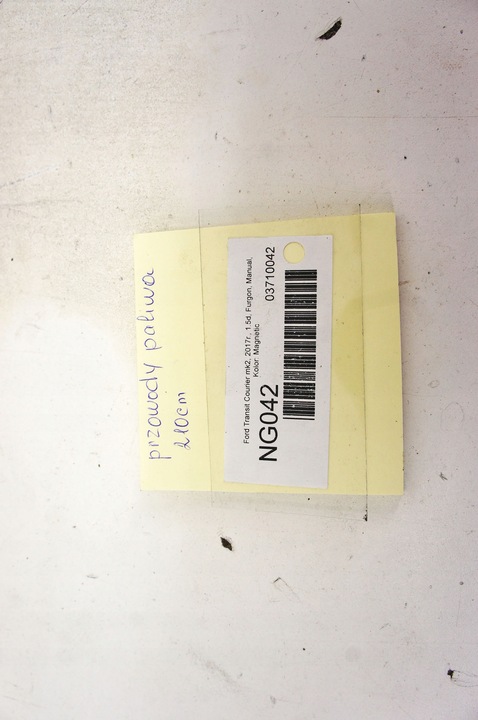 przewody paliwa
210cm
Ford Transit Courier mk2, 2017r., 1.5d, Furgon, Manual,
Kolor: Magnetic
NG042
03710042